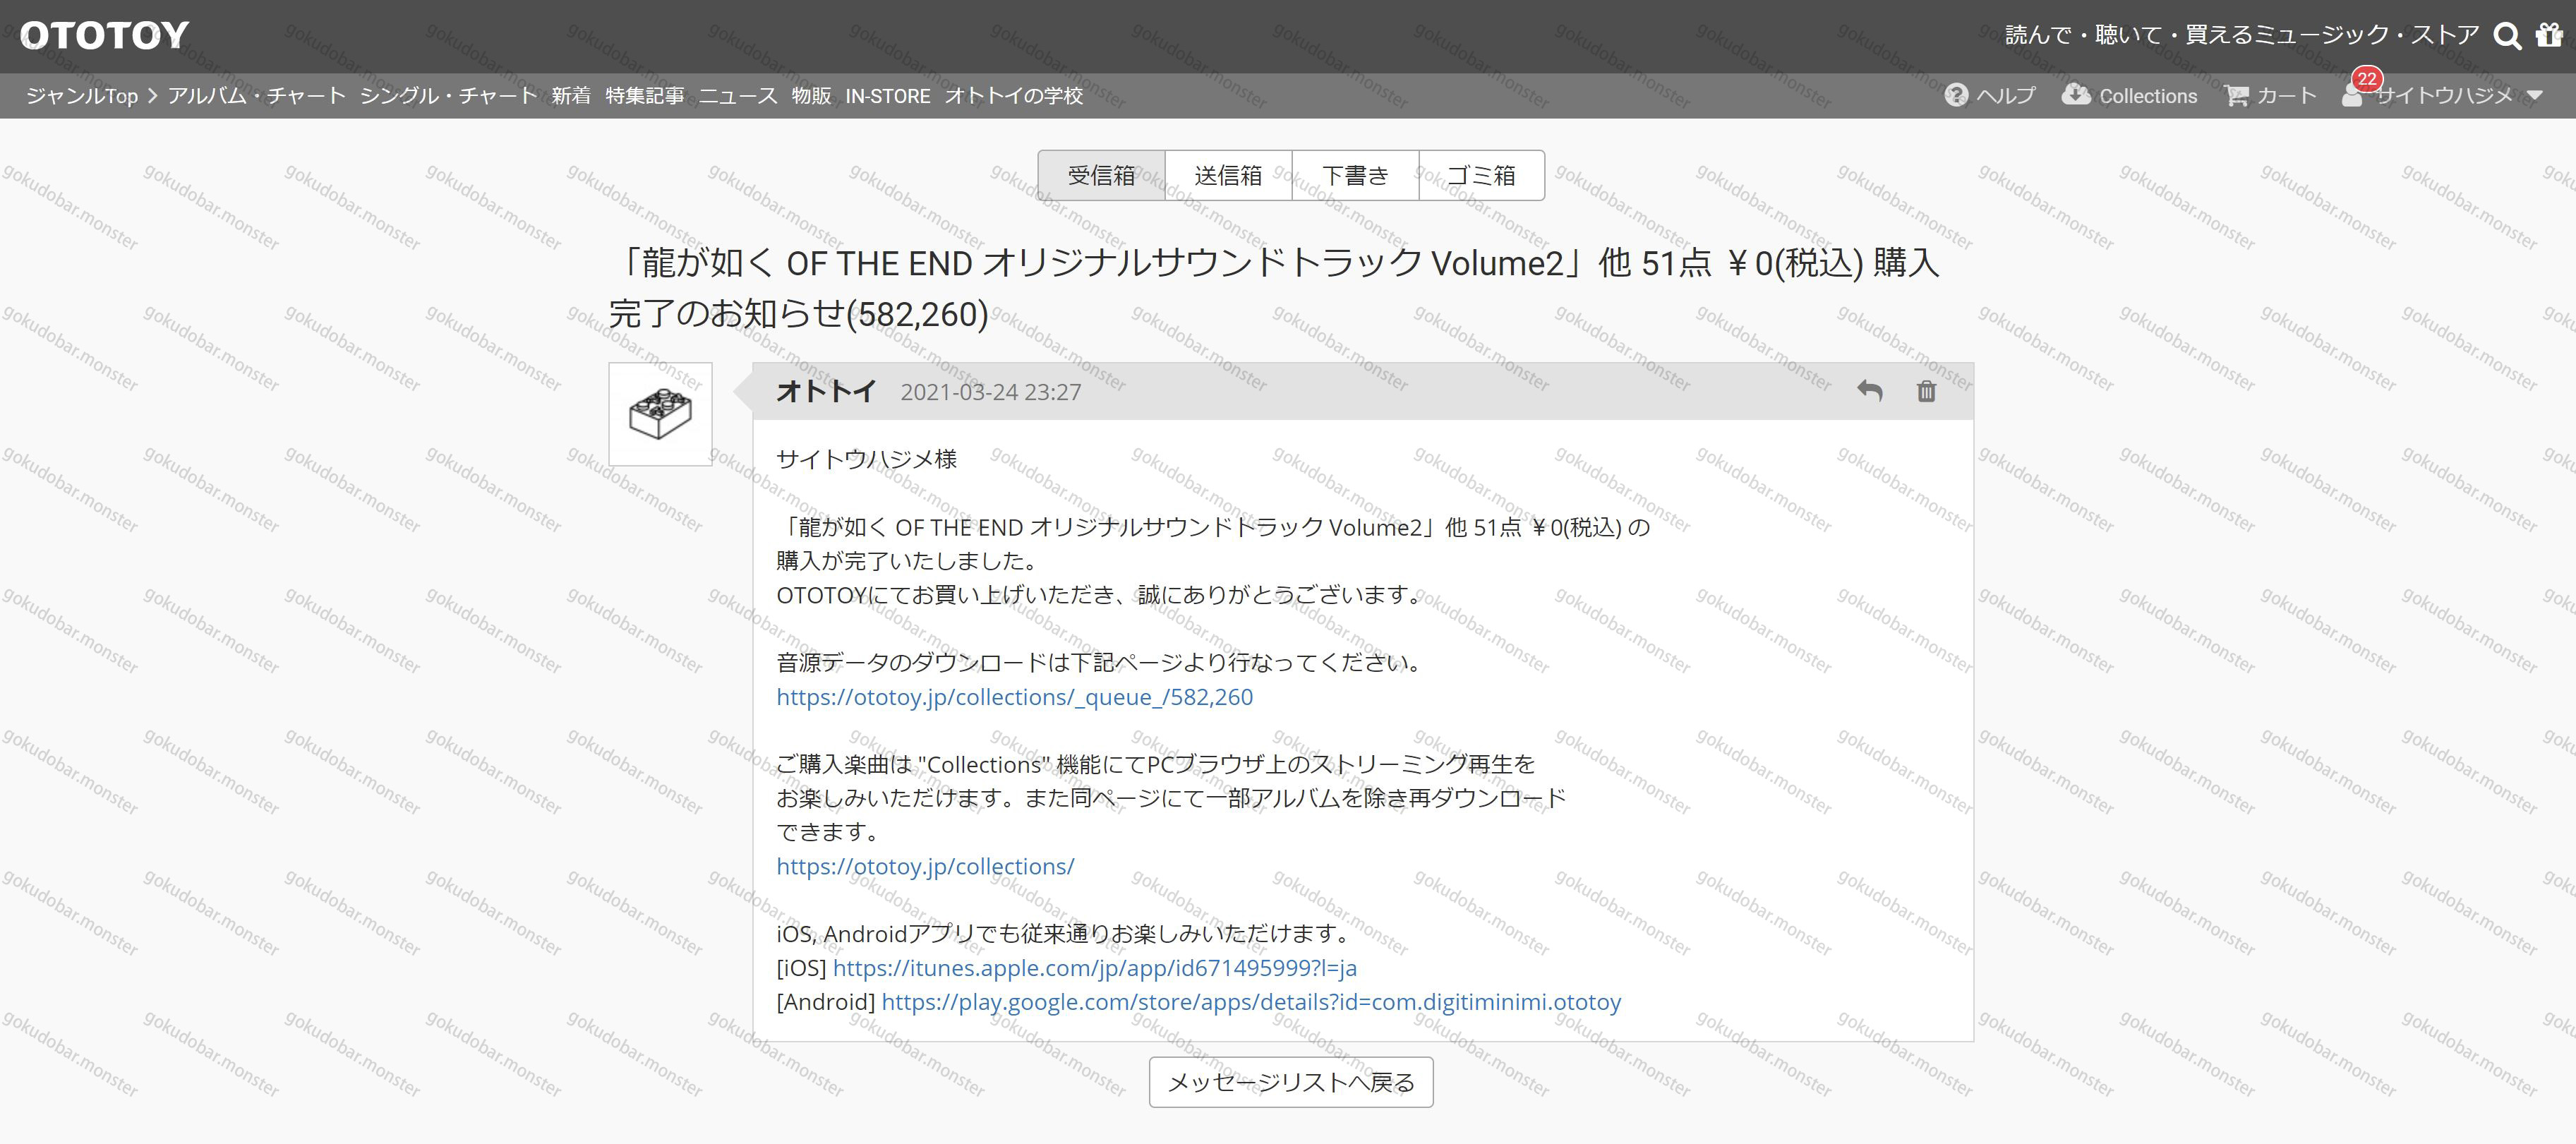 OTOTOY
読んで・聴いて・買えるミュージック・ストア
ジャンルTop アルバム・チャート シングル・チャート 新着 特集記事 ニュース 物販 IN-STORE オトトイの学校
ヘルプ Collections カート 22 サイトウハジメ
受信箱 送信箱 下書き ゴミ箱
「龍が如く OF THE END オリジナルサウンドトラック Volume2」他 51点 ￥0(税込) 購入
完了のお知らせ(582,260)
オトトイ 2021-03-24 23:27
サイトウハジメ様
「龍が如く OF THE END オリジナルサウンドトラック Volume2」他 51点 ￥0(税込) の
購入が完了いたしました。
OTOTOYにてお買い上げいただき、誠にありがとうございます。
音源データのダウンロードは下記ページより行なってください。
https://ototoy.jp/collections/_queue_/582,260
ご購入楽曲は "Collections" 機能にてPCブラウザ上のストリーミング再生を
お楽しみいただけます。また同ページにて一部アルバムを除き再ダウンロード
できます。
https://ototoy.jp/collections/
iOS, Androidアプリでも従来通りお楽しみいただけます。
[iOS] https://itunes.apple.com/jp/app/id671495999?l=ja
[Android] https://play.google.com/store/apps/details?id=com.digitiminimi.ototoy
メッセージリストへ戻る
gokudobar.monster